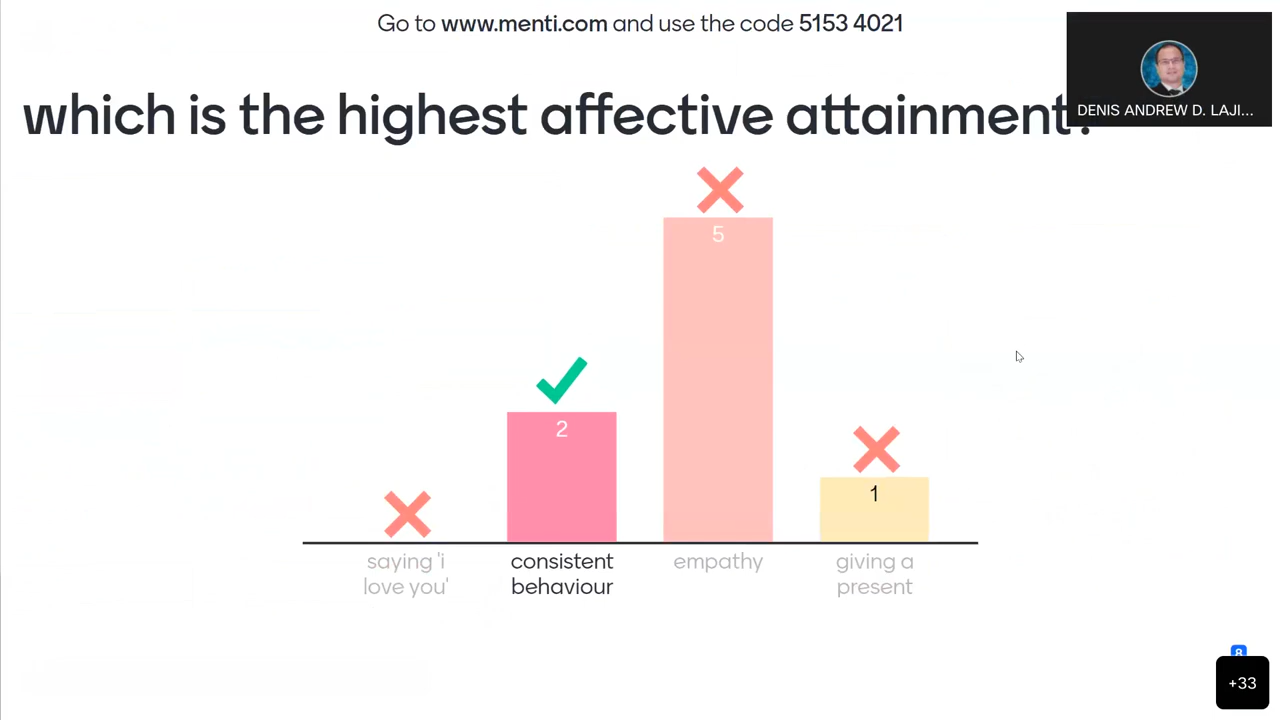 Go to www.menti.com and use the code 5153 4021
DENIS ANDREW D. LAJI...
which is the highest affective attainment?
5
2
1
saying 'i
love you'
consistent
behaviour
empathy
giving a
present
8
+33